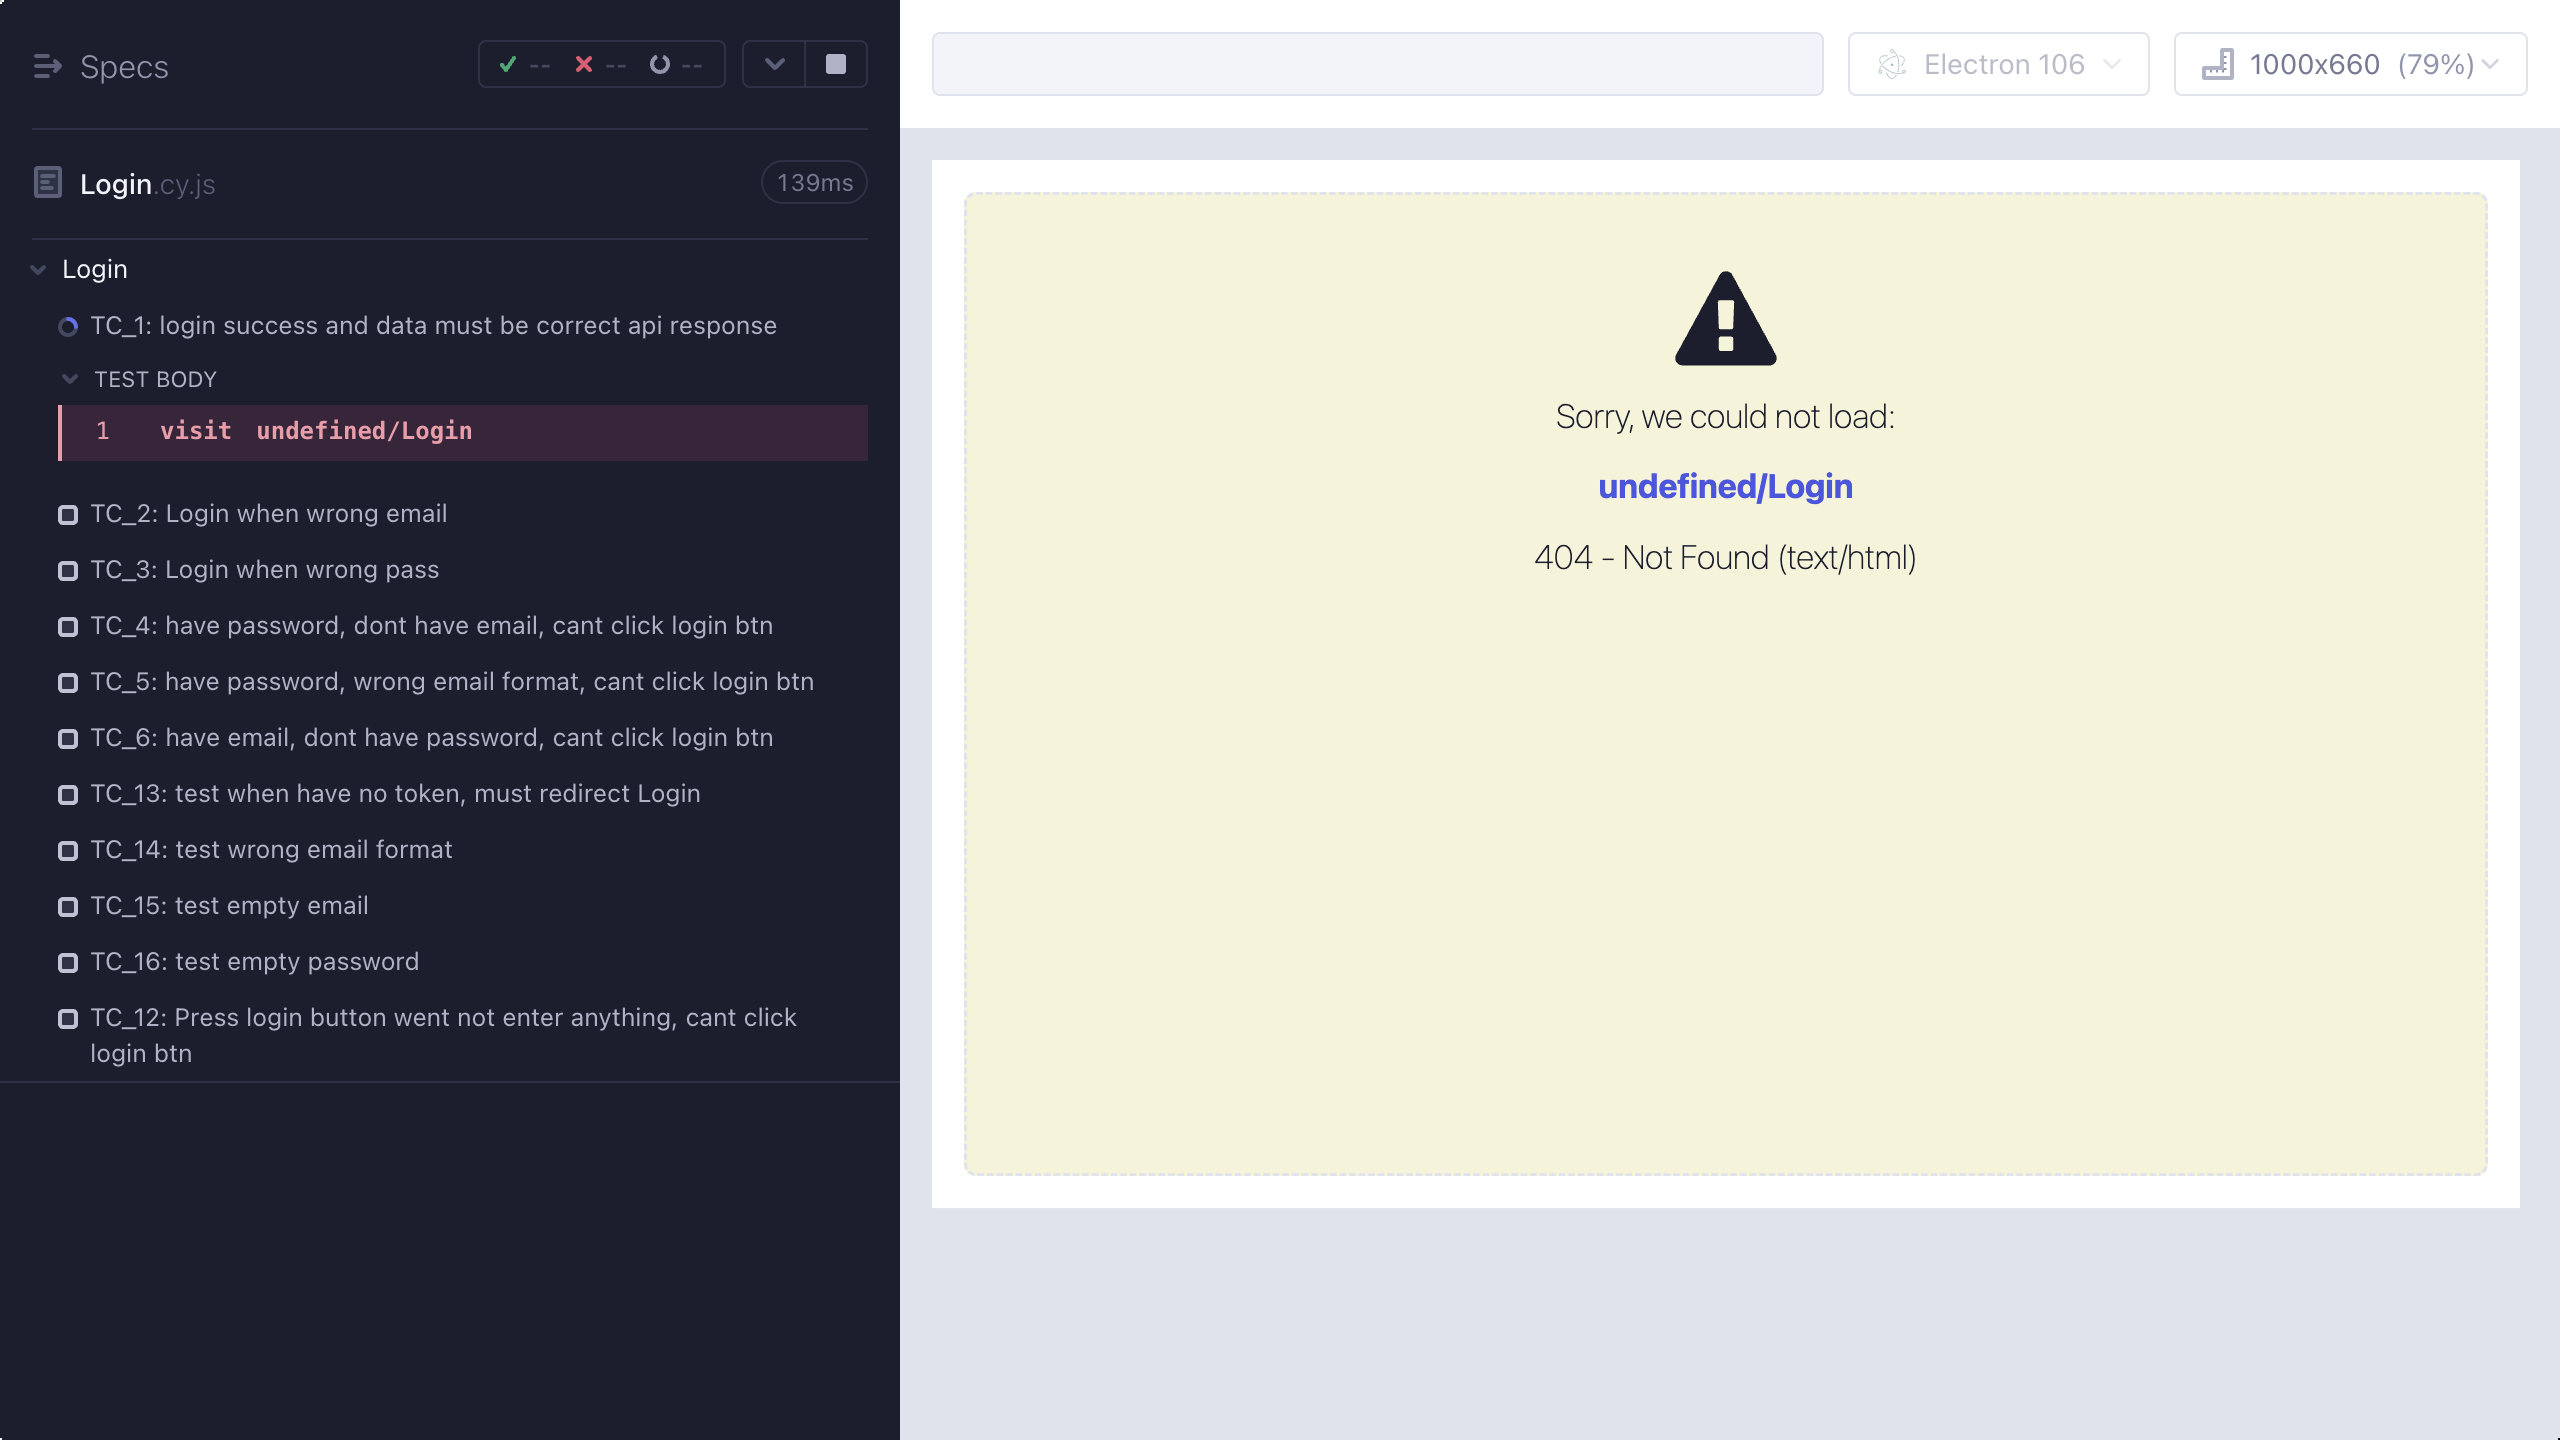 Specs
-- -- --
Login.cy.js
139ms
Login
TC_1: login success and data must be correct api response
TEST BODY
1 visit undefined/Login
TC_2: Login when wrong email
TC_3: Login when wrong pass
TC_4: have password, dont have email, cant click login btn
TC_5: have password, wrong email format, cant click login btn
TC_6: have email, dont have password, cant click login btn
TC_13: test when have no token, must redirect Login
TC_14: test wrong email format
TC_15: test empty email
TC_16: test empty password
TC_12: Press login button went not enter anything, cant click
login btn
Electron 106
1000x660 (79%)
Sorry, we could not load:
undefined/Login
404 - Not Found (text/html)